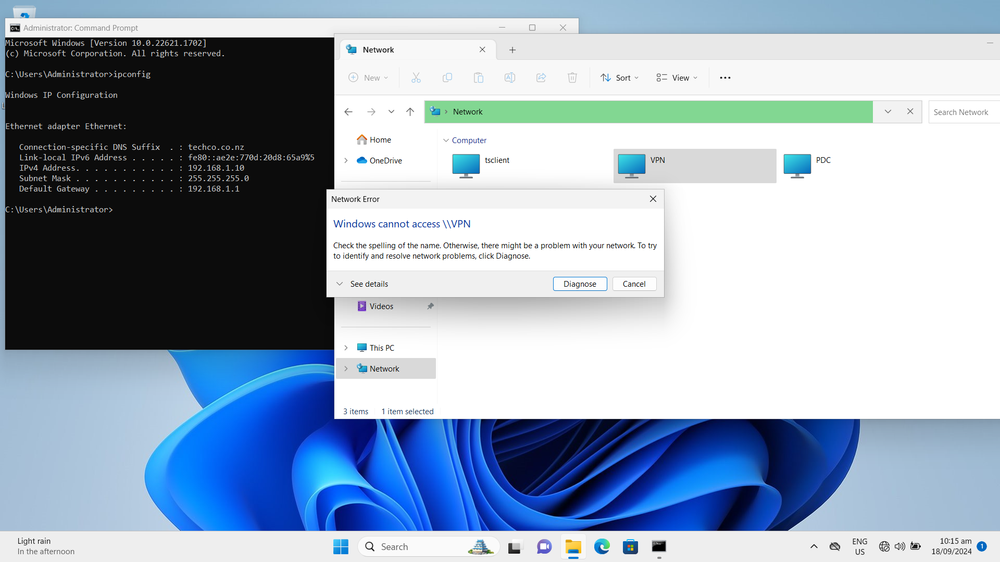 Administrator: Command Prompt
Microsoft Windows [Version 10.0.22621.1702]
(c) Microsoft Corporation. All rights reserved.
C:\Users\Administrator>ipconfig
Windows IP Configuration
Ethernet adapter Ethernet:
Connection-specific DNS Suffix  . : techco.co.nz
Link-local IPv6 Address . . . . . : fe80::ae2e:770d:20d8:65a9%5
IPv4 Address. . . . . . . . . . . : 192.168.1.10
Subnet Mask . . . . . . . . . . . : 255.255.255.0
Default Gateway . . . . . . . . . : 192.168.1.1
C:\Users\Administrator>
Network
New
Sort
View
Network
Search Network
Home
OneDrive
Computer
tsclient
VPN
PDC
Network Error
Windows cannot access \\VPN
Check the spelling of the name. Otherwise, there might be a problem with your network. To try
to identify and resolve network problems, click Diagnose.
See details
Diagnose
Cancel
Videos
This PC
Network
3 items
1 item selected
Light rain
In the afternoon
Search
ENG
US
10:15 am
18/09/2024
1